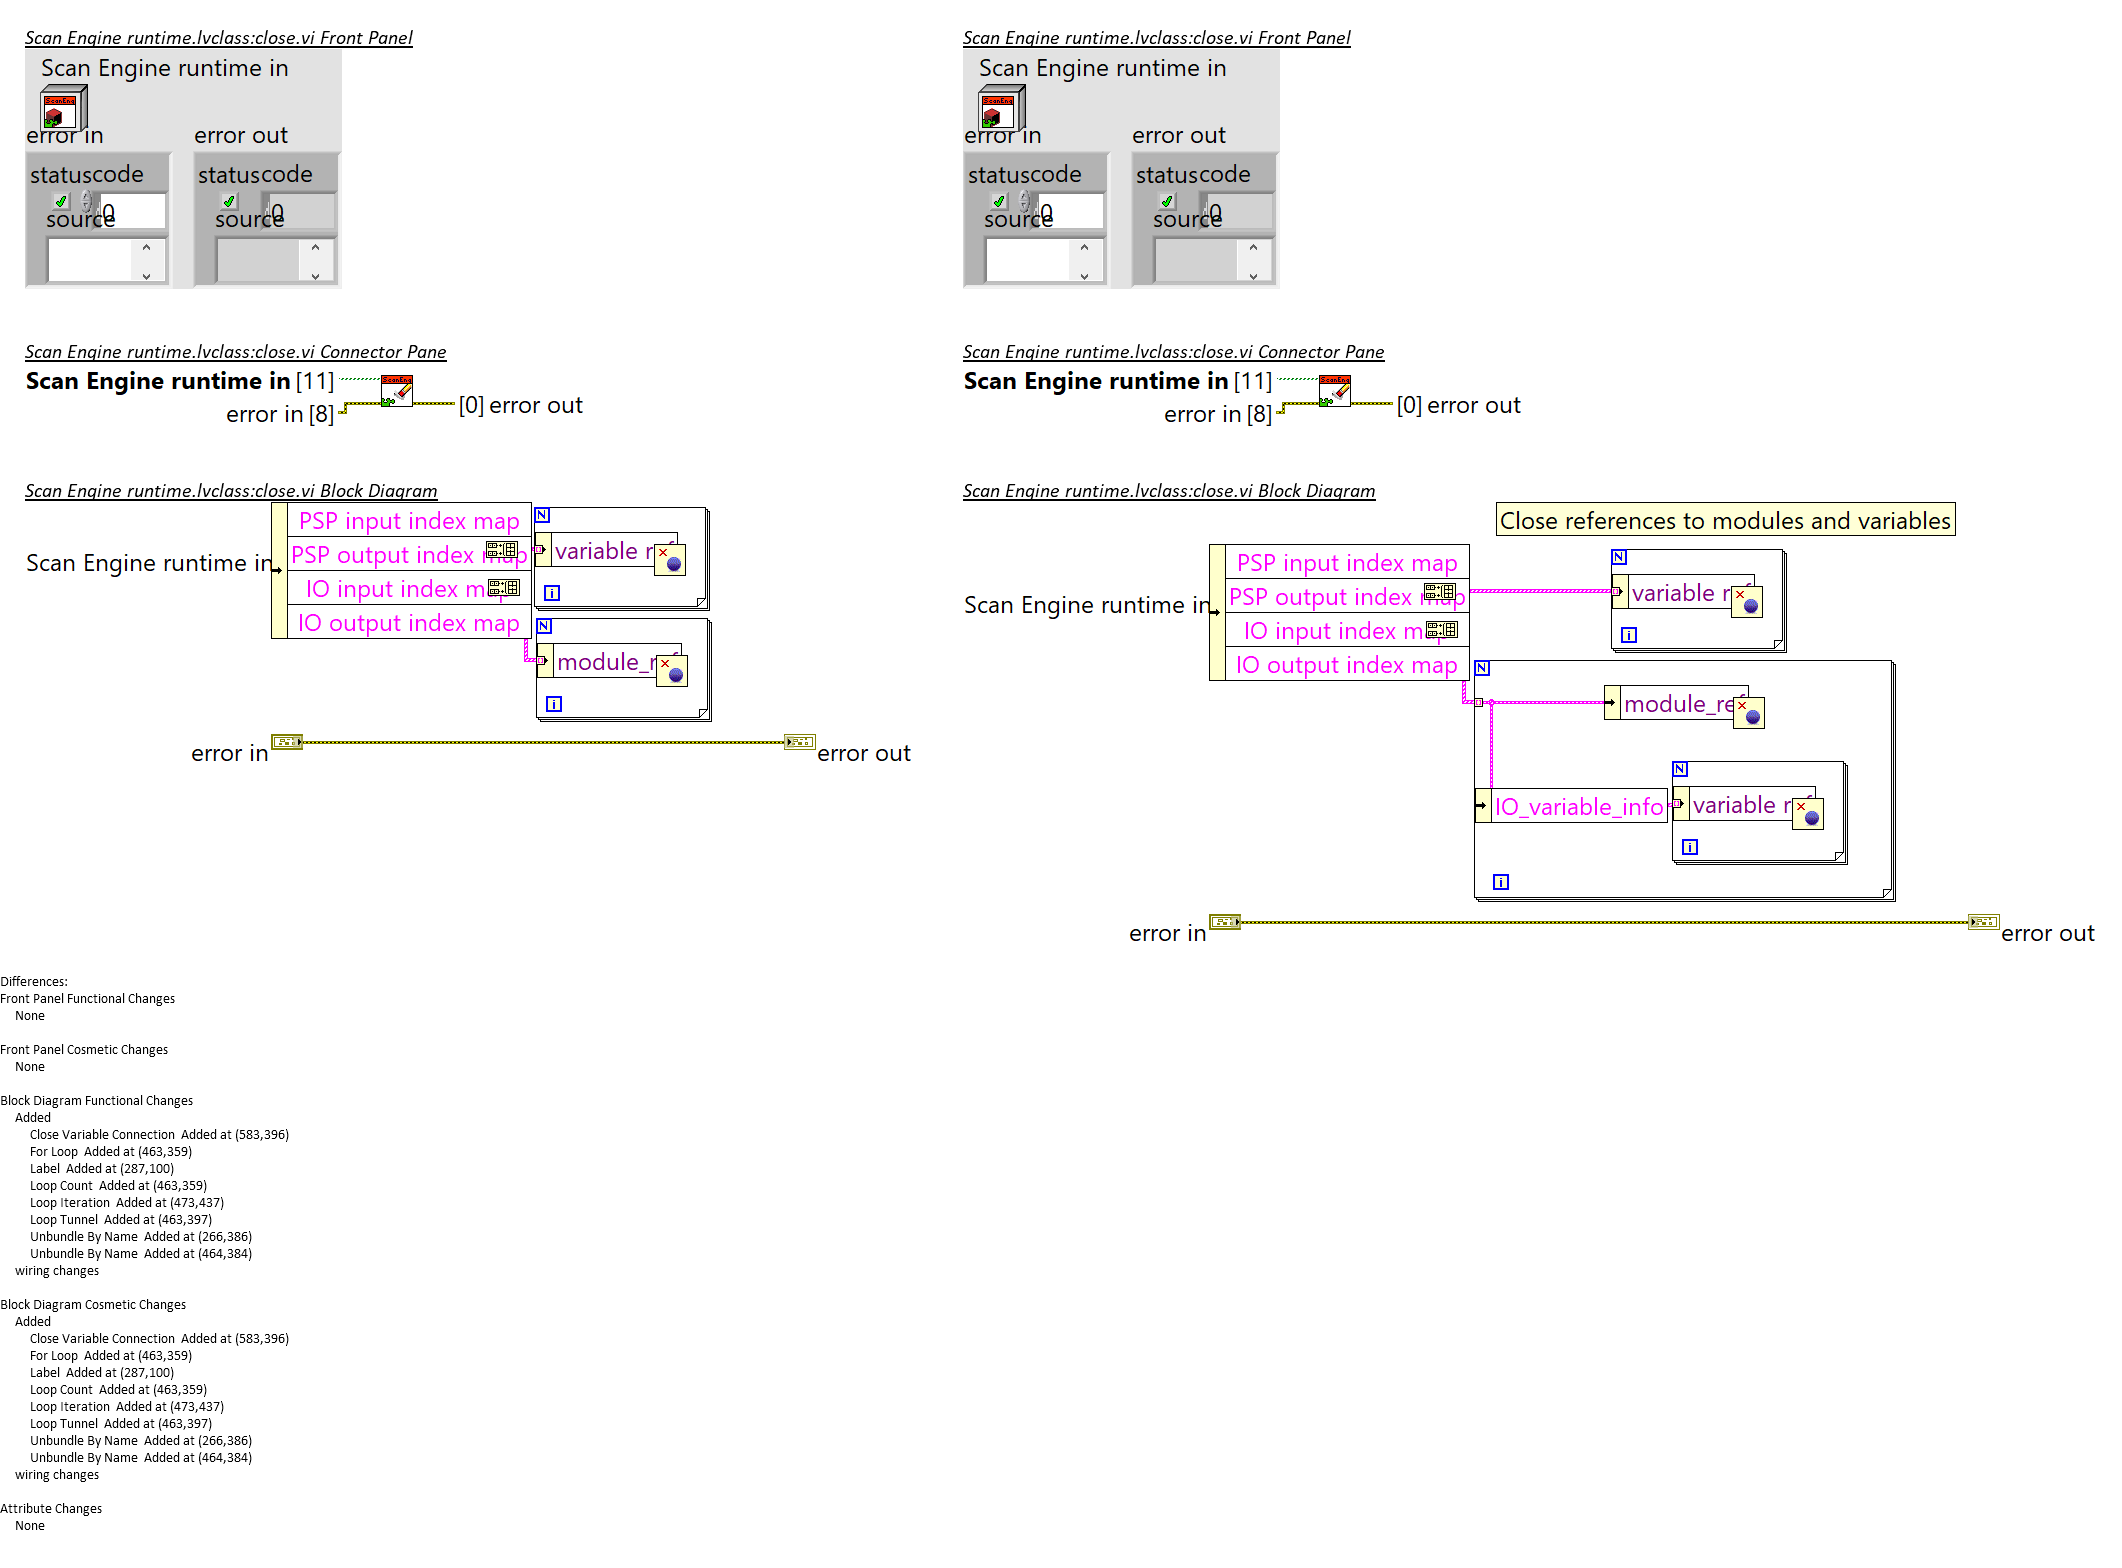 Scan Engine runtime.lvclass:close.vi Front Panel
Scan Engine runtime in
ScanEng
error in
error out
status code
status code
0
0
source
source
Scan Engine runtime.lvclass:close.vi Connector Pane
Scan Engine runtime in [11]
ScanEng
error in [8]
[0] error out
Scan Engine runtime.lvclass:close.vi Block Diagram
Scan Engine runtime in
PSP input index map
PSP output index map
IO input index
IO output index map
N
variable
i
N
i
error in
error out
Scan Engine runtime.lvclass:close.vi Front Panel
Scan Engine runtime in
ScanEng
error in
error out
status code
status code
0
0
source
source
Scan Engine runtime.lvclass:close.vi Connector Pane
Scan Engine runtime in [11]
ScanEng
error in [8]
[0] error out
Scan Engine runtime.lvclass:close.vi Block Diagram
Close references to modules and variables
Scan Engine runtime in
PSP input index map
PSP output index map
IO input index
IO output index map
N
variable
i
N
IO_variable_info
N
variable
i
i
error in
error out
Differences:
Front Panel Functional Changes
None
Front Panel Cosmetic Changes
None
Block Diagram Functional Changes
Added
Close Variable Connection  Added at (583,396)
For Loop  Added at (463,359)
Label  Added at (287,100)
Loop Count  Added at (463,359)
Loop Iteration  Added at (473,437)
Loop Tunnel  Added at (463,397)
Unbundle By Name  Added at (266,386)
Unbundle By Name  Added at (464,384)
wiring changes
Block Diagram Cosmetic Changes
Added
Close Variable Connection  Added at (583,396)
For Loop  Added at (463,359)
Label  Added at (287,100)
Loop Count  Added at (463,359)
Loop Iteration  Added at (473,437)
Loop Tunnel  Added at (463,397)
Unbundle By Name  Added at (266,386)
Unbundle By Name  Added at (464,384)
wiring changes
Attribute Changes
None